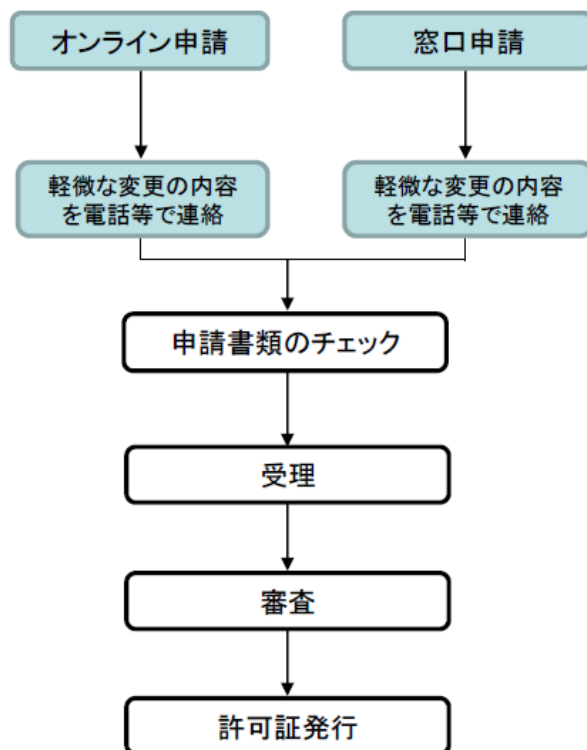 オンライン申請
窓口申請
軽微な変更の内容
を電話等で連絡
軽微な変更の内容
を電話等で連絡
申請書類のチェック
受理
審査
許可証発行